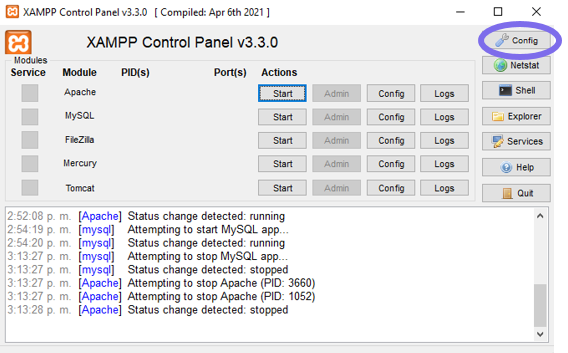 XAMPP Control Panel v3.3.0 [ Compiled: Apr 6th 2021 ]
XAMPP Control Panel v3.3.0
Config
Modules
Service Module PID(s) Port(s) Actions
Netstat
Apache Start Admin Config Logs
Shell
MySQL Start Admin Config Logs
Explorer
FileZilla Start Admin Config Logs
Services
Mercury Start Admin Config Logs
Help
Tomcat Start Admin Config Logs
Quit
2:52:08 p. m. [Apache] Status change detected: running
2:54:19 p. m. [mysql] Attempting to start MySQL app...
2:54:20 p. m. [mysql] Status change detected: running
3:13:27 p. m. [mysql] Attempting to stop MySQL app...
3:13:27 p. m. [mysql] Status change detected: stopped
3:13:27 p. m. [Apache] Attempting to stop Apache (PID: 3660)
3:13:27 p. m. [Apache] Attempting to stop Apache (PID: 1052)
3:13:28 p. m. [Apache] Status change detected: stopped